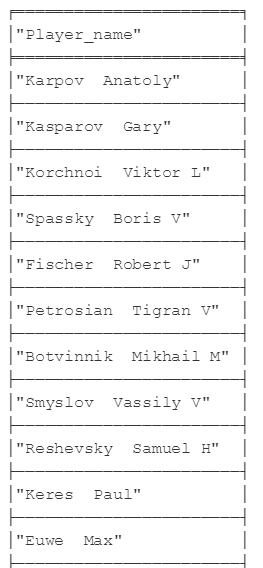 "Player_name"
"Karpov  Anatoly"
"Kasparov  Gary"
"Korchnoi  Viktor L"
"Spassky  Boris V"
"Fischer  Robert J"
"Petrosian  Tigran V"
"Botvinnik  Mikhail M"
"Smyslov  Vassily V"
"Reshevsky  Samuel H"
"Keres  Paul"
"Euwe  Max"